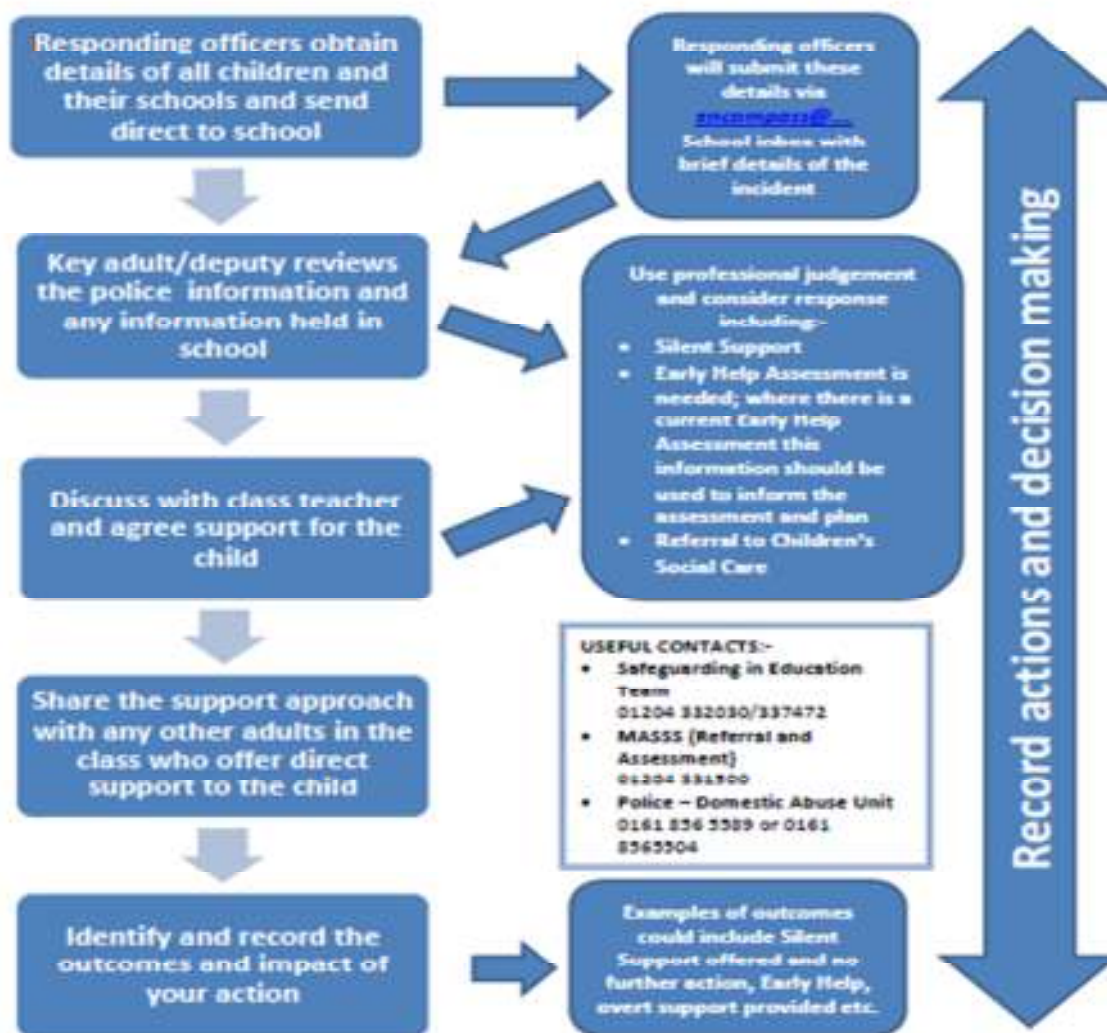 Responding officers obtain
details of all children and
their schools and send
direct to school
Responding officers
will submit these
details via
encompass@...
School inbox with
brief details of the
incident
Key adult/deputy reviews
the police information and
any information held in
school
Use professional judgement
and consider response
including:-
• Silent Support
• Early Help Assessment is
needed; where there is a
current Early Help
Assessment this
information should be
used to inform the
assessment and plan
• Referral to Children's
Social Care
Discuss with class teacher
and agree support for the
child
Share the support approach
with any other adults in the
class who offer direct
support to the child
USEFUL CONTACTS:-
• Safeguarding in Education
Team
01204 332030/337472
• MASSS (Referral and
Assessment)
01204 331500
• Police – Domestic Abuse Unit
0161 856
or 0161
Identify and record the
outcomes and impact of
your action
Examples of outcomes
could include Silent
Support offered and no
further action, Early Help,
overt support provided etc.
Record actions and decision making